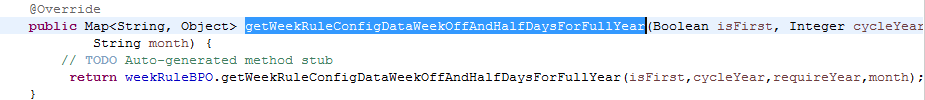 @Override
public Map<String, Object> getWeekRuleConfigDataWeekOffAndHalfDaysForFullYear(Boolean isFirst, Integer cycleYear
String month) {
// TODO Auto-generated method stub
return weekRuleBPO.getWeekRuleConfigDataWeekOffAndHalfDaysForFullYear(isFirst,cycleYear,requireYear,month);
}